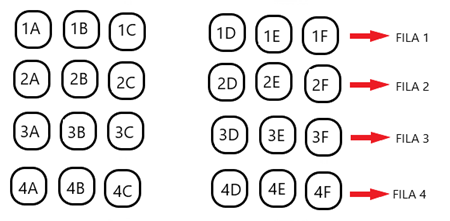 1A 1B 1C 1D 1E 1F FILA 1
2A 2B 2C 2D 2E 2F FILA 2
3A 3B 3C 3D 3E 3F FILA 3
4A 4B 4C 4D 4E 4F FILA 4